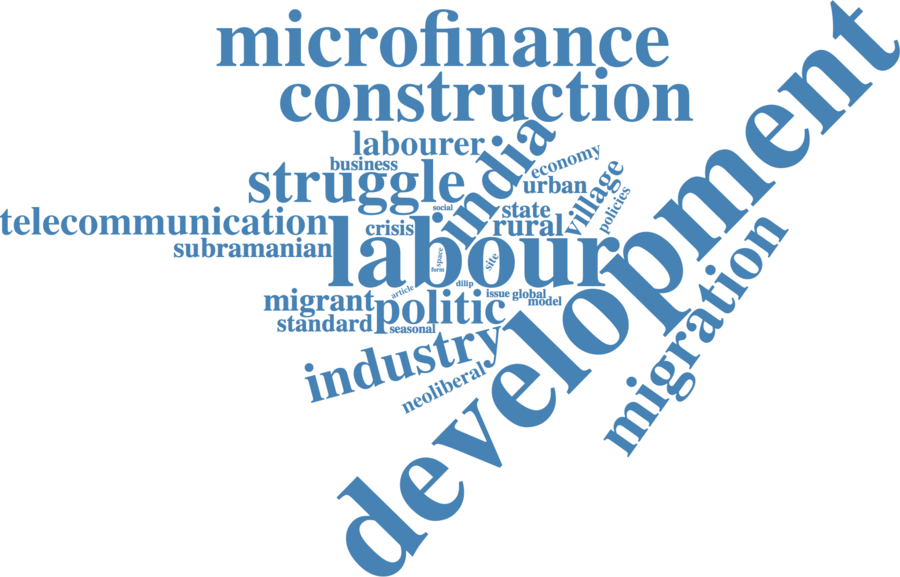 microfinance
construction
labourer
india
business
economy
struggle
urban
village
social
state
policies
telecommunication
crisis
rural
subramanian
labour
space
site
form
dilip
development
migrant
article
politic
issue
global
model
standard
seasonal
migration
industry
neoliberal